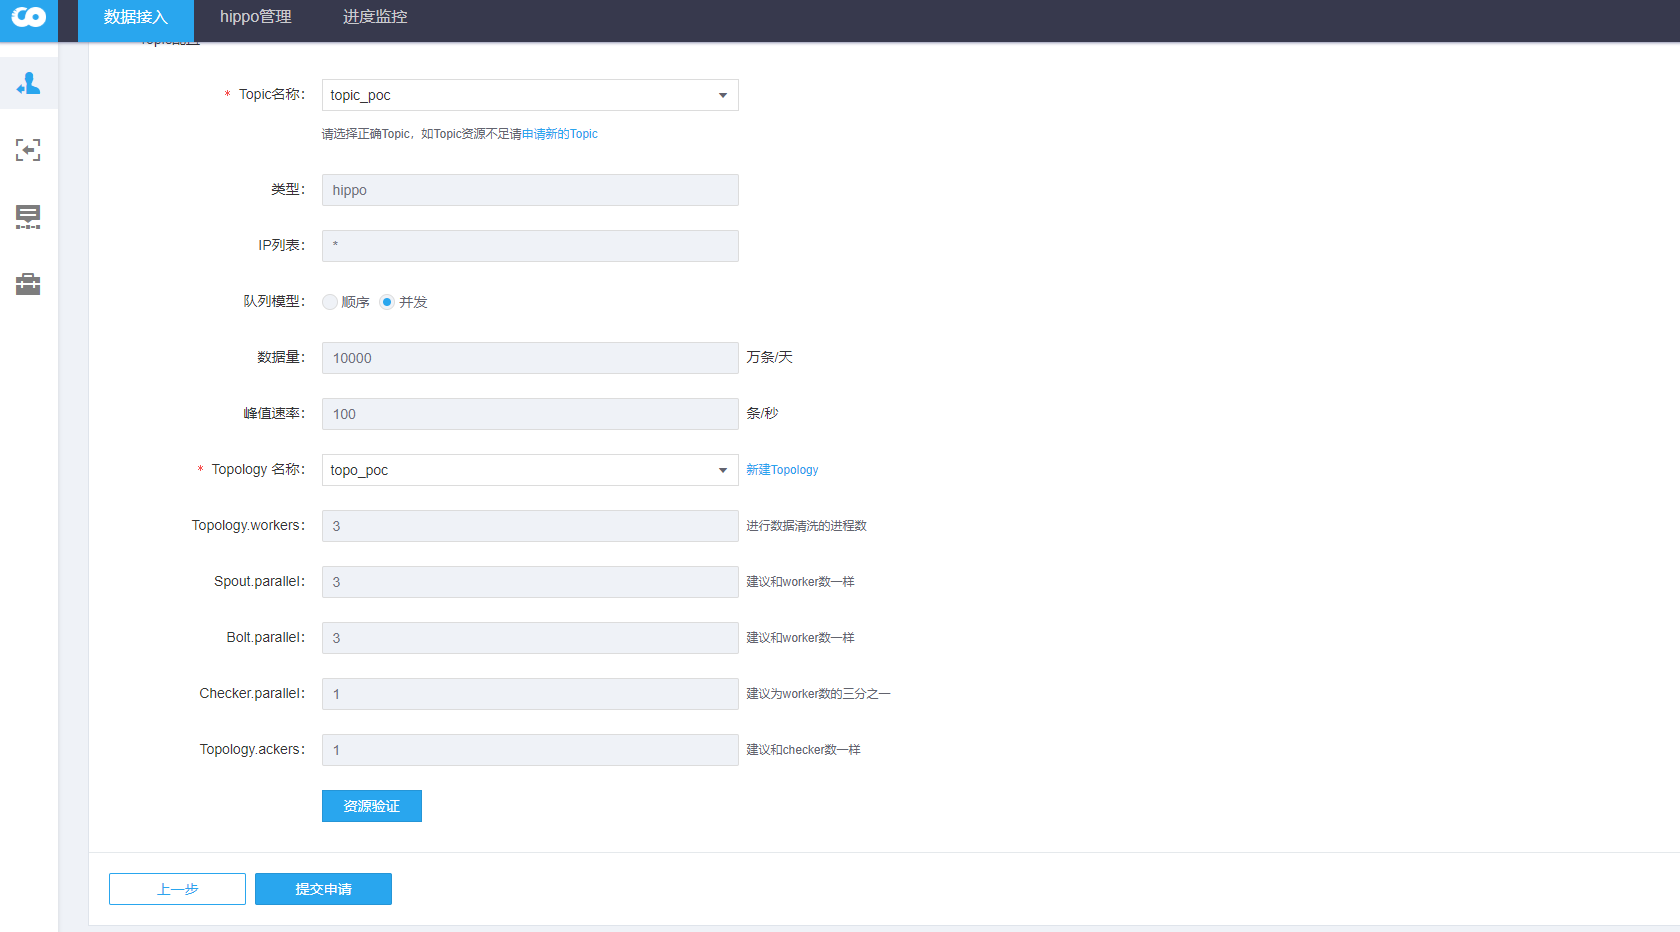 数据接入 hippo管理 进度监控
Topic配置
* Topic名称： topic_poc
请选择正确Topic，如Topic资源不足请申请新的Topic
类型： hippo
IP列表： *
队列模型： 顺序 并发
数据量： 10000 万条/天
峰值速率： 100 条/秒
* Topology 名称： topo_poc 新建Topology
Topology.workers： 3 进行数据清洗的进程数
Spout.parallel： 3 建议和worker数一样
Bolt.parallel： 3 建议和worker数一样
Checker.parallel： 1 建议为worker数的三分之一
Topology.ackers： 1 建议和checker数一样
资源验证
上一步 提交申请